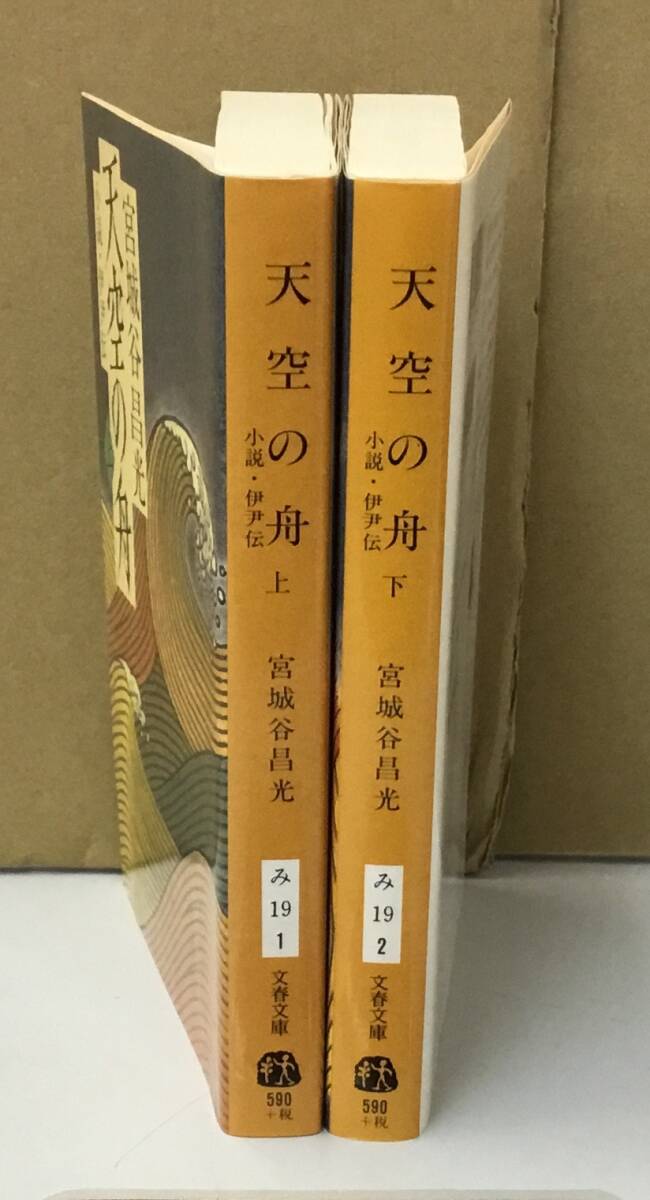 宮城谷昌光
天空の舟
天空の舟
小説・伊尹伝
上
宮城谷昌光
み
19
1
文春文庫
590
+税
天空の舟
小説・伊尹伝
下
宮城谷昌光
み
19
2
文春文庫
590
+税